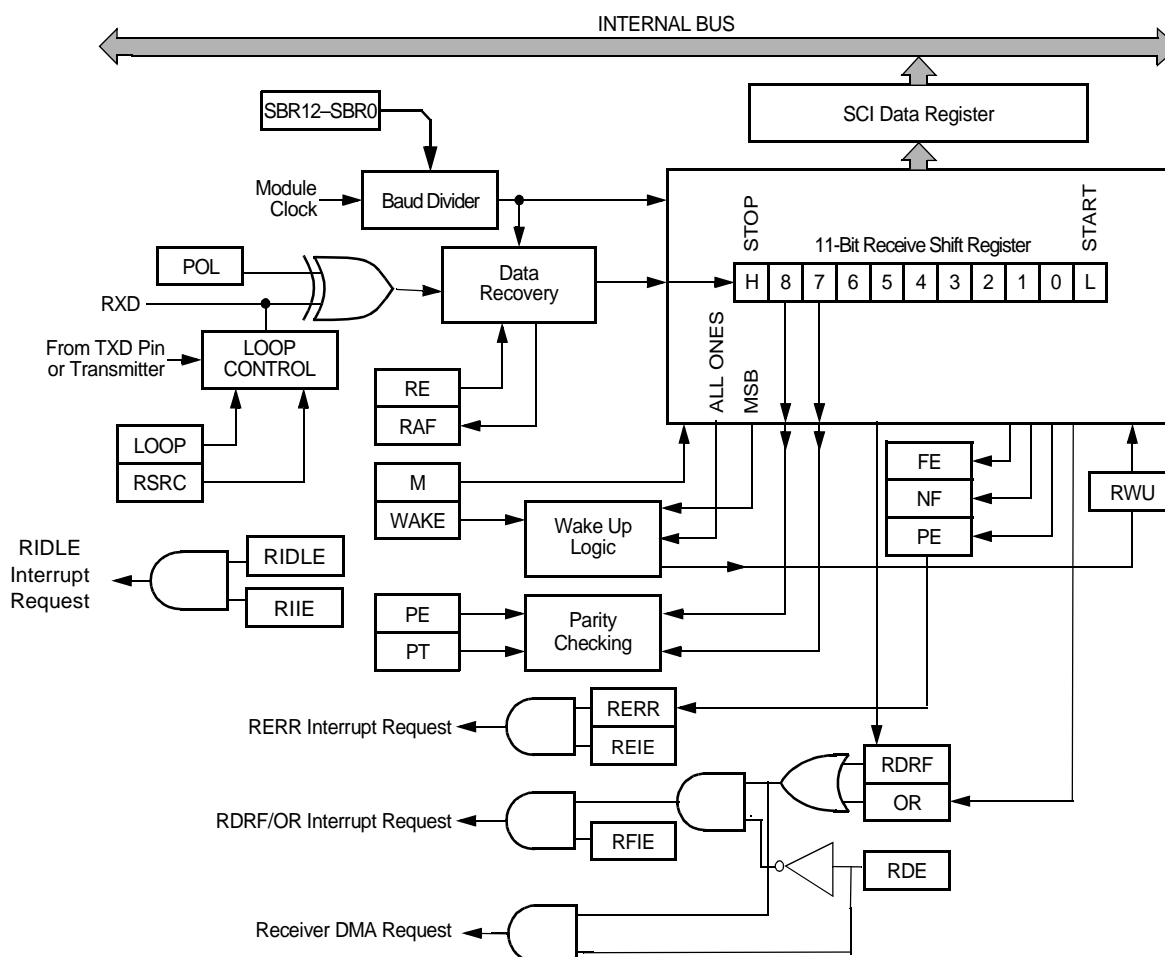 INTERNAL BUS
SBR12–SBR0
SCI Data Register
Module
Clock
Baud Divider
STOP
START
11-Bit Receive Shift Register
H 8 7 6 5 4 3 2 1 0 L
POL
Data
Recovery
RXD
From TXD Pin
or Transmitter
LOOP
CONTROL
ALL ONES
MSB
RE
RAF
LOOP
RSRC
FE
NF
PE
RWU
M
WAKE
Wake Up
Logic
RIDLE
Interrupt
Request
RIDLE
RIIE
PE
PT
Parity
Checking
RERR Interrupt Request
RERR
REIE
RDRF
OR
RDRF/OR Interrupt Request
RFIE
RDE
Receiver DMA Request